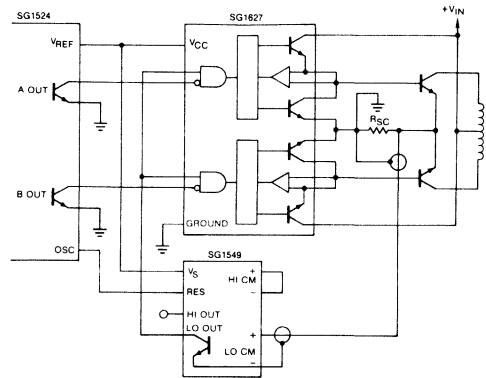 SG1524
SG1627
+VIN
VREF
VCC
A OUT
RSC
B OUT
GROUND
OSC
SG1549
VS
+
HI CM
RES
−
HI OUT
LO OUT
+
LO CM
−